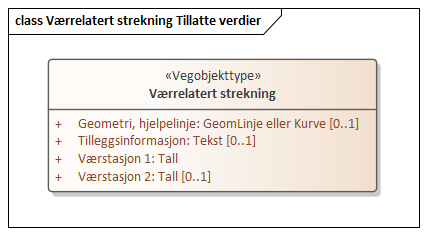 class Værrelatert strekning Tillatte verdier
«Vegobjekttype»
Værrelatert strekning
+ Geometri, hjelpelinje: GeomLinje eller Kurve [0..1]
+ Tilleggsinformasjon: Tekst [0..1]
+ Værstasjon 1: Tall
+ Værstasjon 2: Tall [0..1]